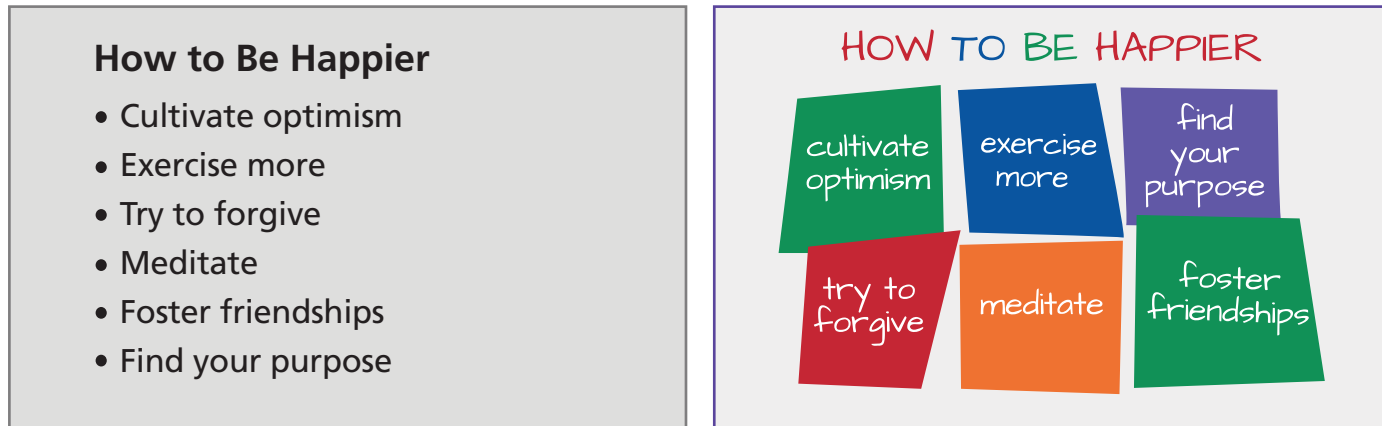 How to Be Happier
• Cultivate optimism
• Exercise more
• Try to forgive
• Meditate
• Foster friendships
• Find your purpose
HOW TO BE HAPPIER
cultivate
optimism
exercise
more
find
your
purpose
try to
forgive
meditate
foster
friendships